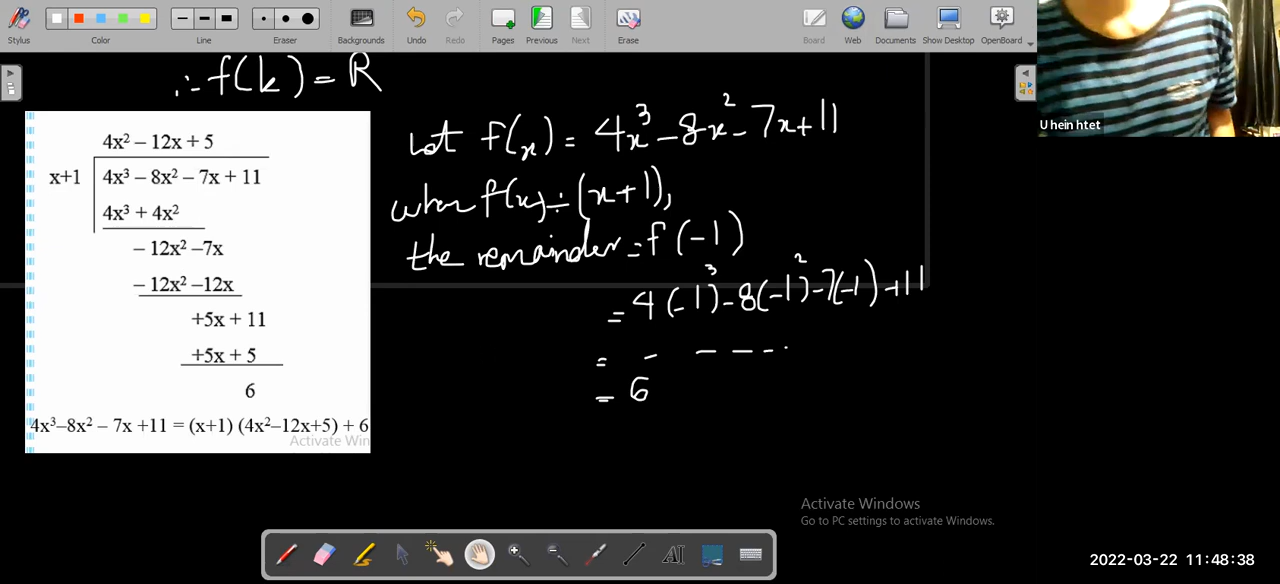 Stylus
Color
Line
Eraser
Backgrounds
Undo
Redo
Pages
Previous
Next
Erase
Board
Web
Documents
Show Desktop
OpenBoard
U hein htet
∴ f(k) = R
4x² – 12x + 5
x+1
4x³ – 8x² – 7x + 11
4x³ + 4x²
– 12x² –7x
– 12x² –12x
+5x + 11
+5x + 5
6
4x³–8x² – 7x +11 = (x+1) (4x²–12x+5) + 6
Activate Win
Let f(x) = 4x³ – 8x² – 7x + 11
when f(x) ÷ (x+1),
the remainder = f(-1)
= 4(-1)³ – 8(-1)² – 7(-1) + 11
= - - - - -
= 6
Activate Windows
Go to PC settings to activate Windows.
AI
2022-03-22 11:48:38